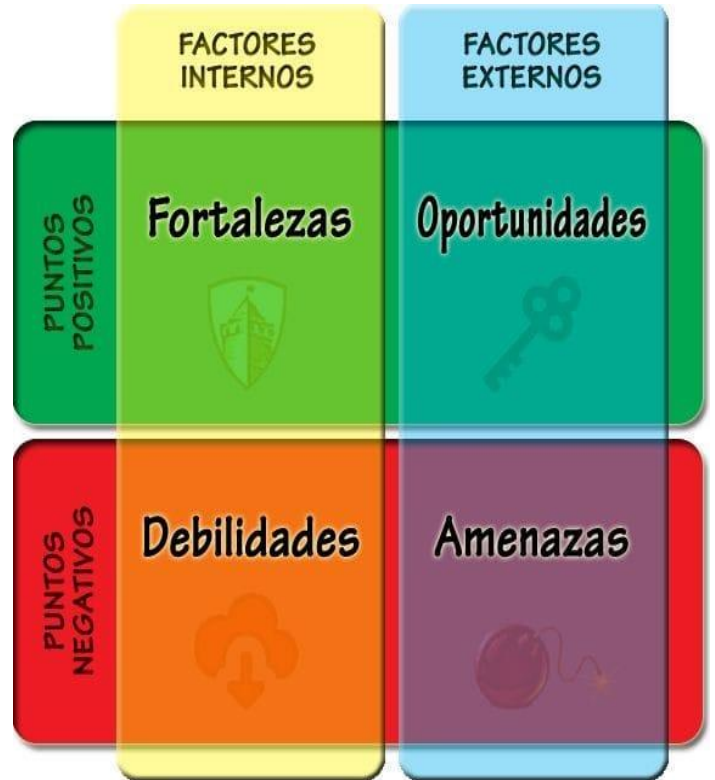 FACTORES
INTERNOS
FACTORES
EXTERNOS
PUNTOS
POSITIVOS
Fortalezas
Oportunidades
PUNTOS
NEGATIVOS
Debilidades
Amenazas